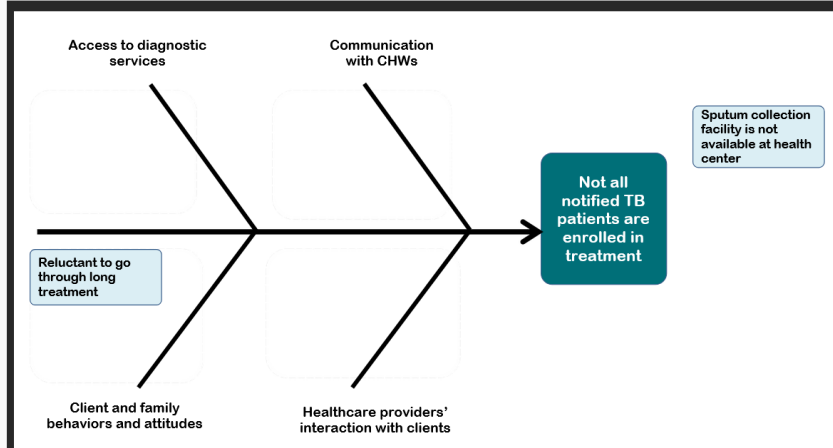 Access to diagnostic
services
Communication
with CHWs
Sputum collection
facility is not
available at health
center
Not all
notified TB
patients are
enrolled in
treatment
Reluctant to go
through long
treatment
Client and family
behaviors and attitudes
Healthcare providers'
interaction with clients